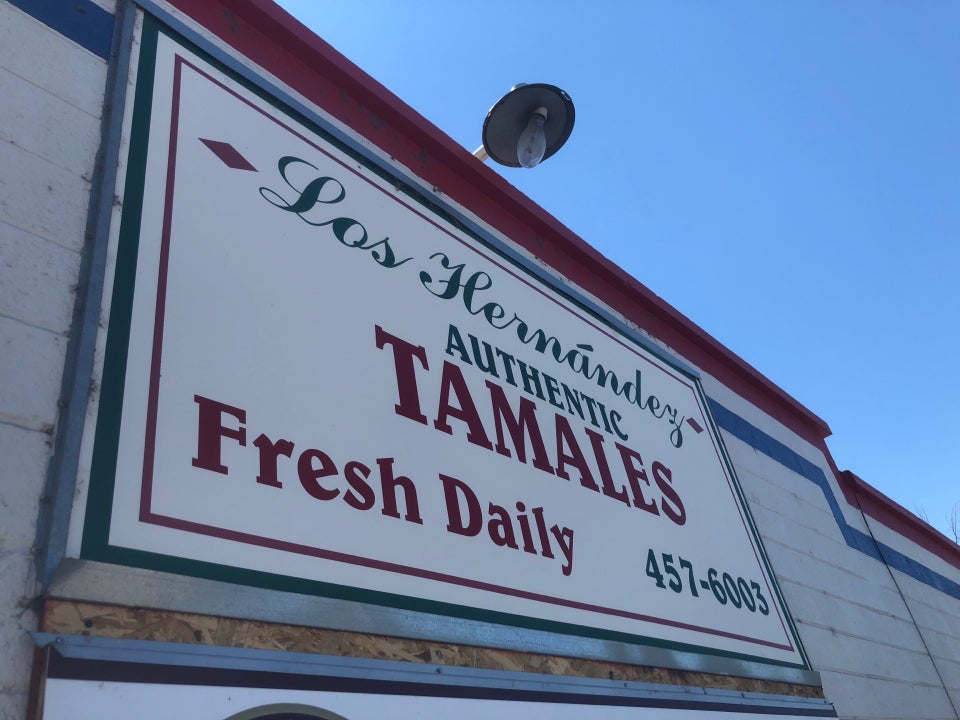 Los Hernández
AUTHENTIC
TAMALES
Fresh Daily
457-6003